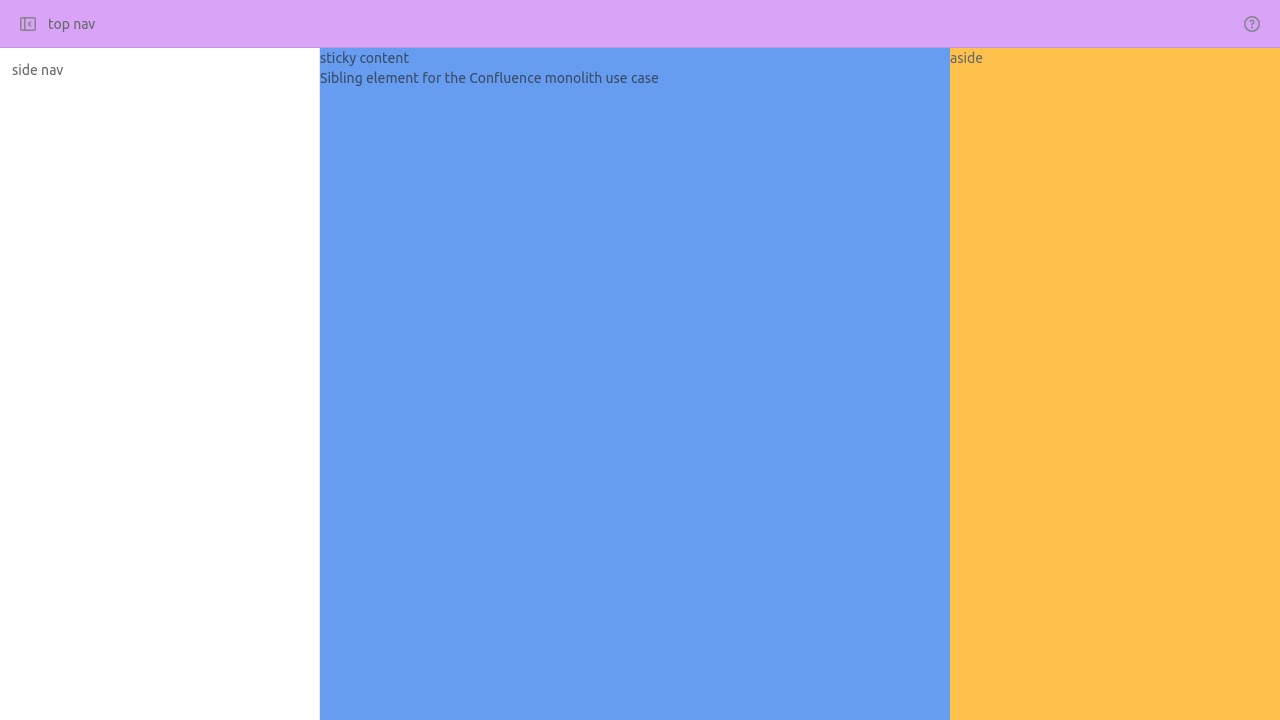 top nav
side nav
sticky content
Sibling element for the Confluence monolith use case
aside